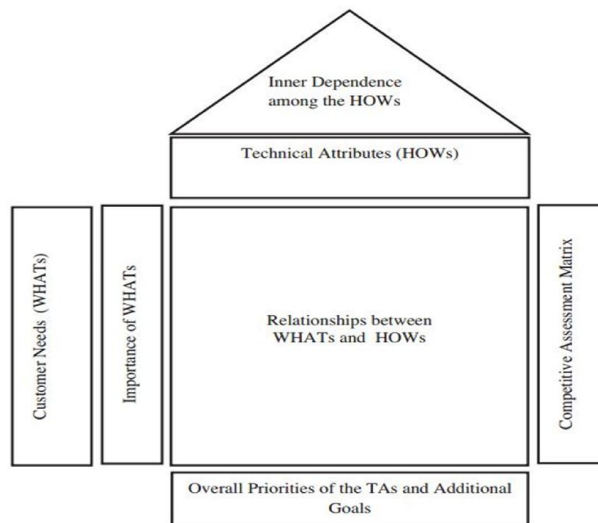 Inner Dependence
among the HOWs
Technical Attributes (HOWs)
Customer Needs (WHATs)
Importance of WHATs
Relationships between
WHATs and HOWs
Competitive Assessment Matrix
Overall Priorities of the TAs and Additional
Goals